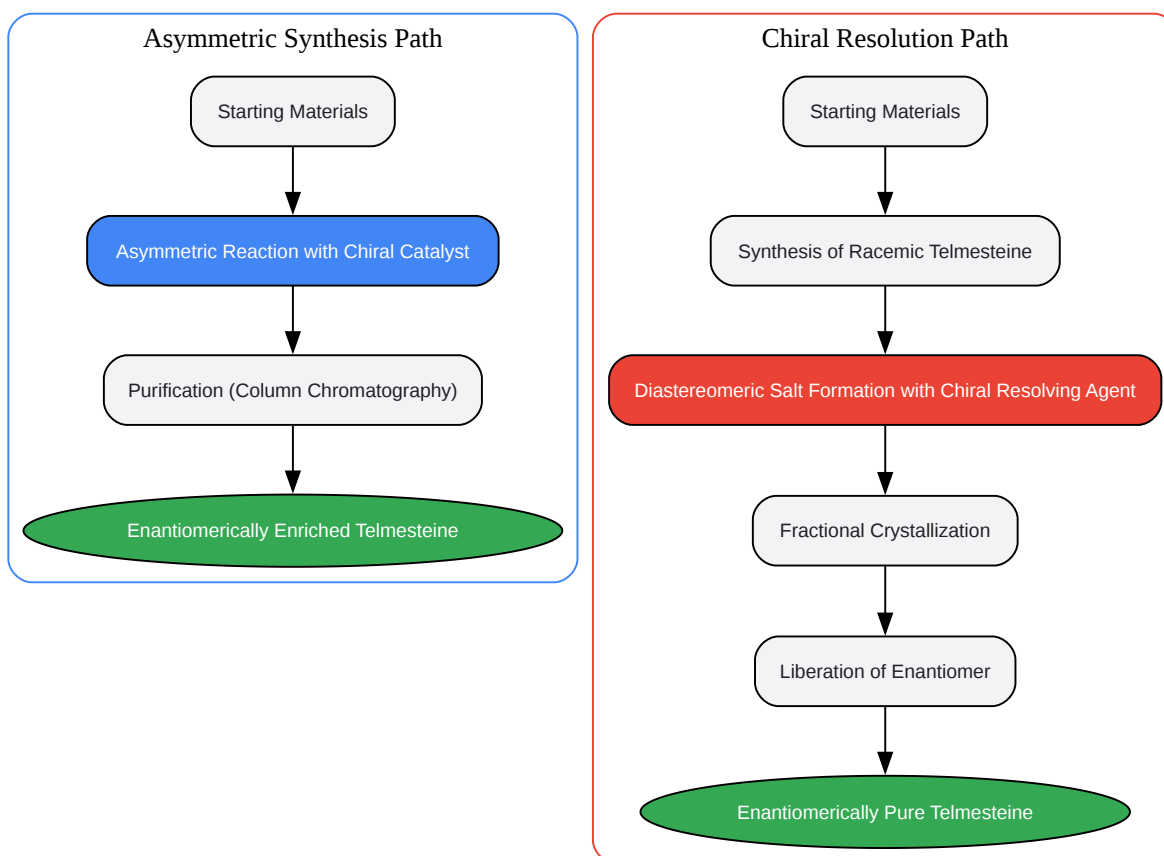 Asymmetric Synthesis Path
Starting Materials
Asymmetric Reaction with Chiral Catalyst
Purification (Column Chromatography)
Enantiomerically Enriched Telmesteine
Chiral Resolution Path
Starting Materials
Synthesis of Racemic Telmesteine
Diastereomeric Salt Formation with Chiral Resolving Agent
Fractional Crystallization
Liberation of Enantiomer
Enantiomerically Pure Telmesteine